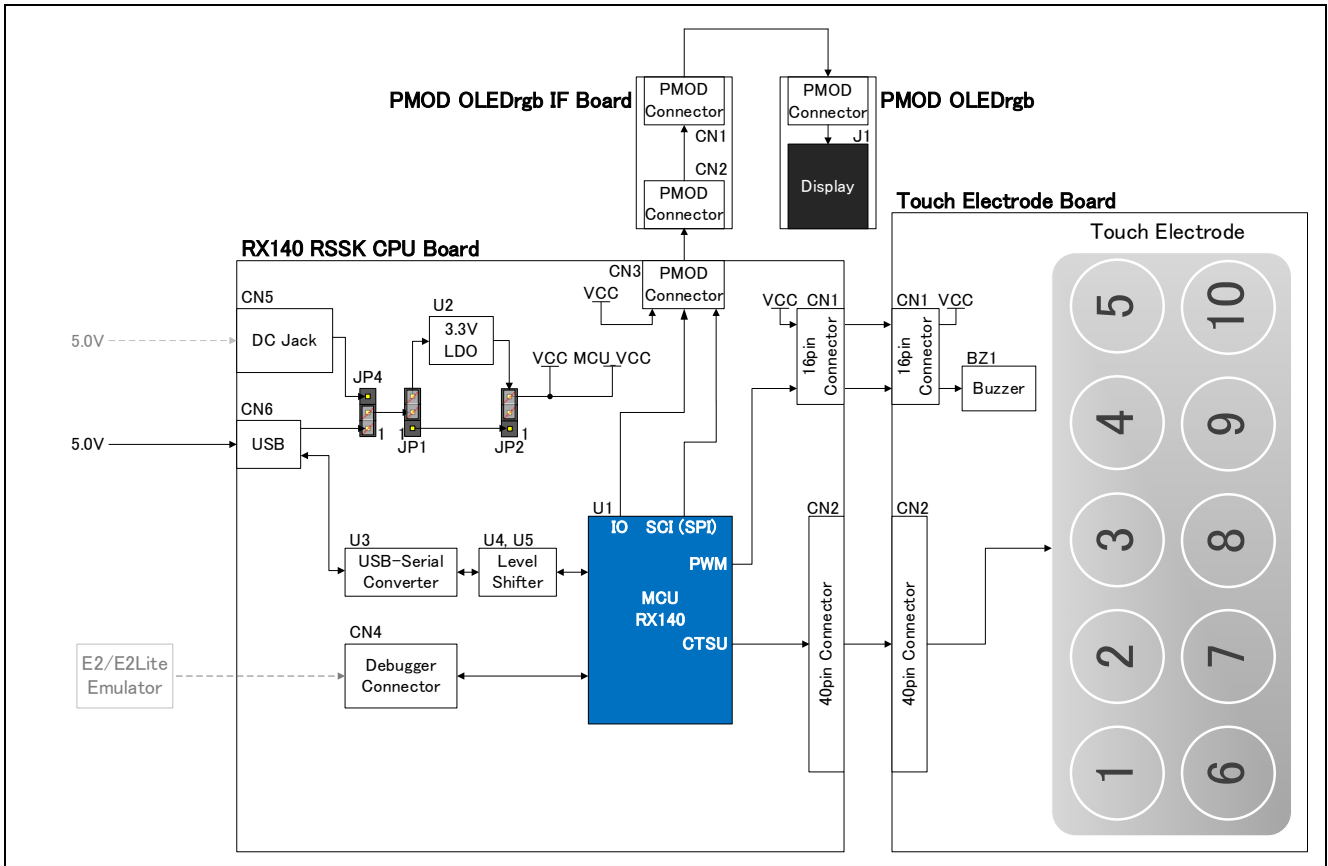 PMOD OLEDrgb IF Board
PMOD
Connector
CN1
CN2
PMOD
Connector
PMOD OLEDrgb
PMOD
Connector
J1
Display
RX140 RSSK CPU Board
CN5
DC Jack
5.0V
CN6
USB
5.0V
JP4
1
U2
3.3V
LDO
1
JP1
1
JP2
VCC
MCU_VCC
CN3
PMOD
Connector
VCC
VCC
CN1
16pin
Connector
U3
USB-Serial
Converter
U4, U5
Level
Shifter
U1
IO
SCI (SPI)
PWM
MCU
RX140
CTSU
E2/E2Lite
Emulator
CN4
Debugger
Connector
CN2
40pin Connector
Touch Electrode Board
CN1
VCC
16pin
Connector
BZ1
Buzzer
CN2
40pin Connector
Touch Electrode
5
10
4
9
3
8
2
7
1
6